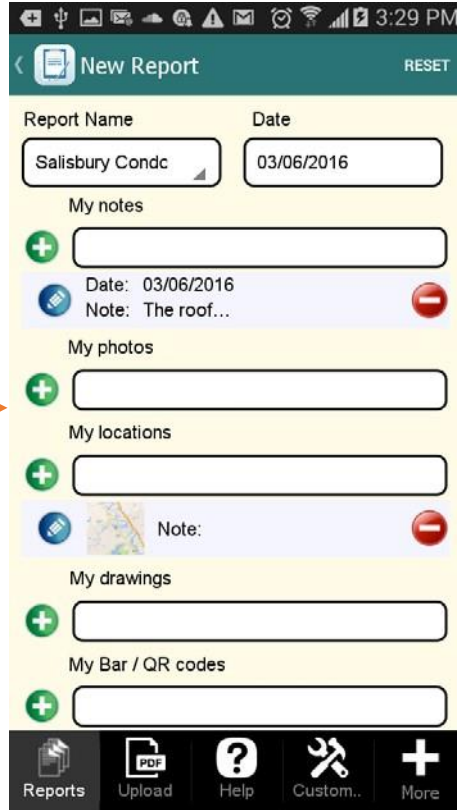 3:29 PM
New Report
RESET
Report Name Date
Salisbury Condc 03/06/2016
My notes
Date: 03/06/2016
Note: The roof...
My photos
My locations
Note:
My drawings
My Bar / QR codes
PDF ?
Reports Upload Help Custom.. More